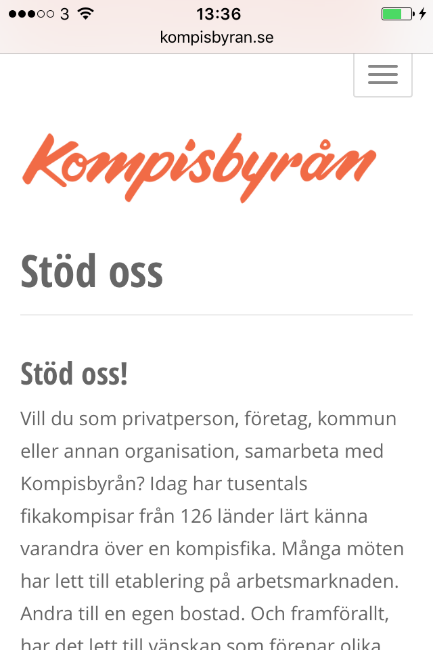 3 13:36
kompisbyran.se
Kompisbyrån
Stöd oss
Stöd oss!
Vill du som privatperson, företag, kommun
eller annan organisation, samarbeta med
Kompisbyrån? Idag har tusentals
fikakompisar från 126 länder lärt känna
varandra över en kompisfika. Många möten
har lett till etablering på arbetsmarknaden.
Andra till en egen bostad. Och framförallt,
har det lett till vänskap som förenar olika